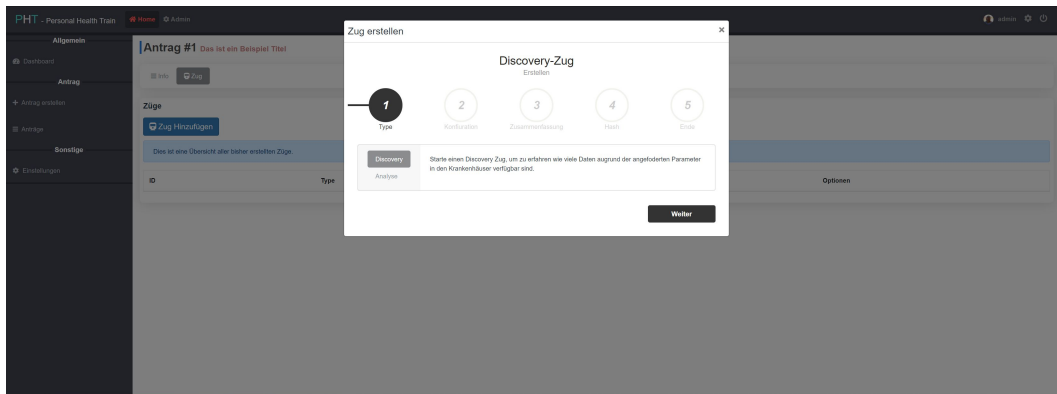 PHT - Personal Health Train
Home
Admin
admin
Allgemein
Dashboard
Antrag
Antrag erstellen
Anträge
Sonstige
Einstellungen
Antrag #1 Das ist ein Beispiel Titel
Info
Zug
Züge
Zug Hinzufügen
Dies ist eine Übersicht aller bisher erstellten Züge.
ID
Type
Optionen
Zug erstellen
×
Discovery-Zug
Erstellen
1
2
3
4
5
Type
Konfiguration
Zusammenfassung
Hash
Ende
Discovery
Analyse
Starte einen Discovery Zug, um zu erfahren wie viele Daten augrund der angefoderten Parameter
in den Krankenhäuser verfügbar sind.
Weiter